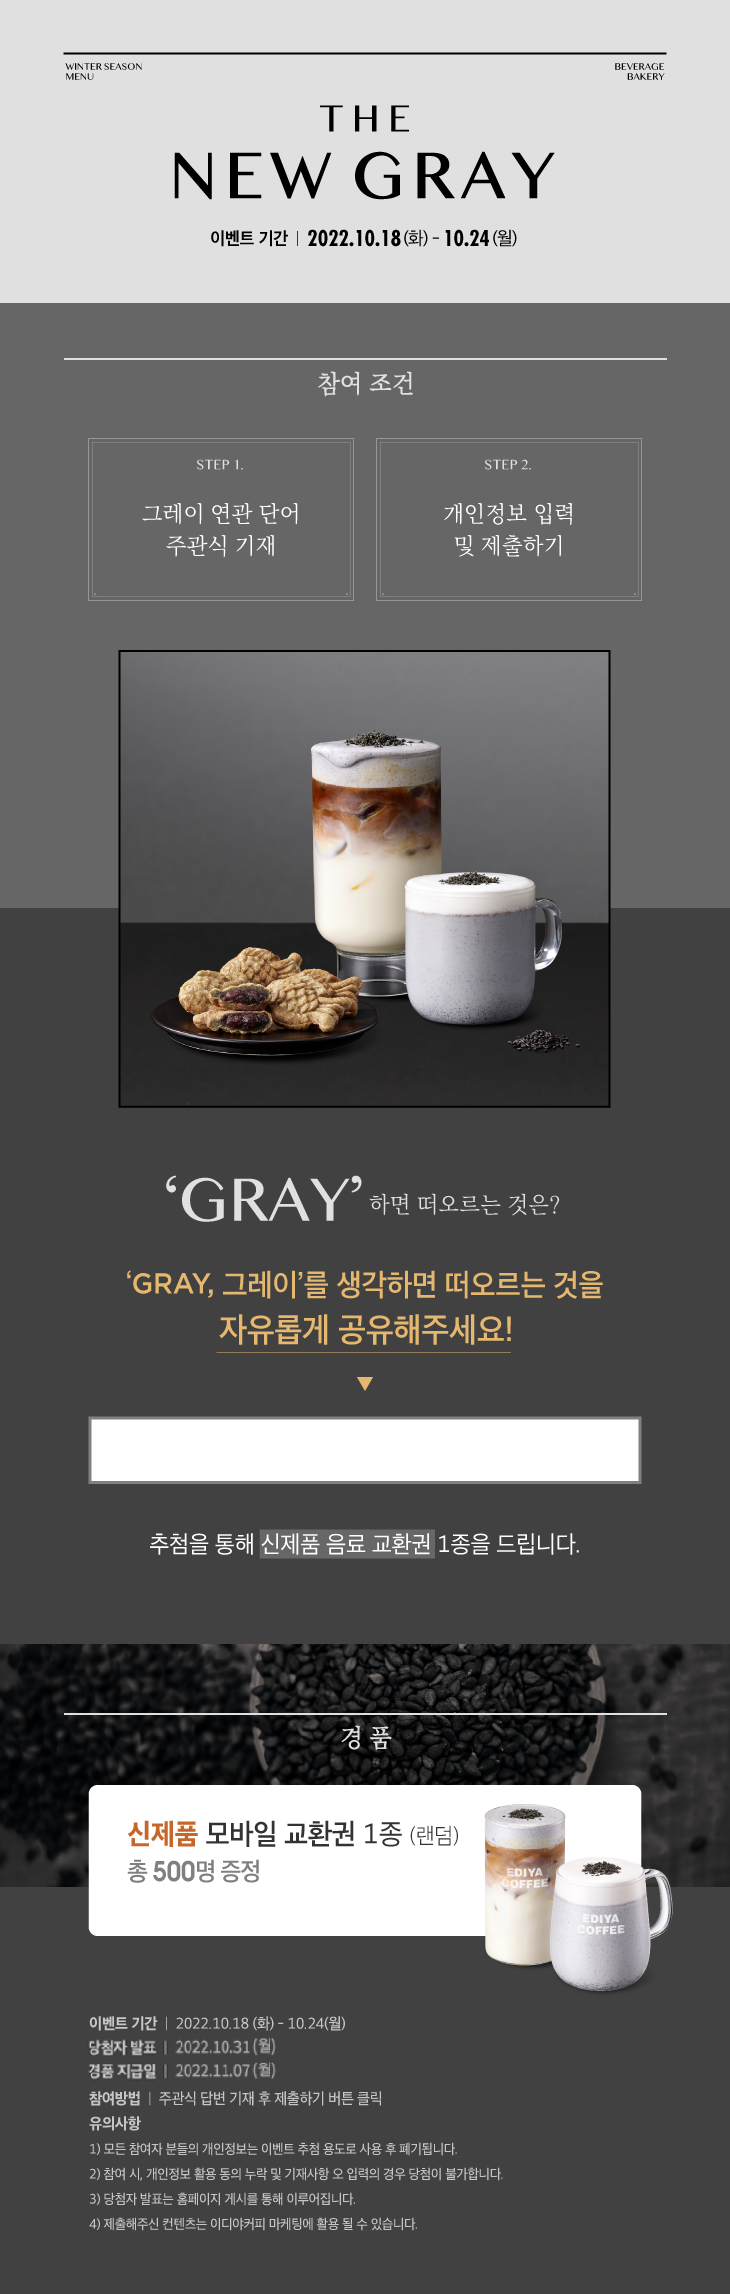 WINTER SEASON
MENU
BEVERAGE
BAKERY
THE
NEW GRAY
이벤트 기간 | 2022.10.18(화) - 10.24(월)
참여 조건
STEP 1.
그레이 연관 단어
주관식 기재
STEP 2.
개인정보 입력
및 제출하기
‘GRAY’ 하면 떠오르는 것은?
‘GRAY, 그레이’를 생각하면 떠오르는 것을
자유롭게 공유해주세요!
▼
추첨을 통해 신제품 음료 교환권 1종을 드립니다.
경 품
신제품 모바일 교환권 1종 (랜덤)
총 500명 증정
EDIYA
COFFEE
EDIYA
COFFEE
이벤트 기간 | 2022.10.18 (화) - 10.24(월)
당첨자 발표 | 2022.10.31(월)
경품 지급일 | 2022.11.07(월)
참여방법 | 주관식 답변 기재 후 제출하기 버튼 클릭
유의사항
1) 모든 참여자 분들의 개인정보는 이벤트 추첨 용도로 사용 후 폐기됩니다.
2) 참여 시, 개인정보 활용 동의 누락 및 기재사항 오 입력의 경우 당첨이 불가합니다.
3) 당첨자 발표는 홈페이지 게시를 통해 이루어집니다.
4) 제출해주신 컨텐츠는 이디야커피 마케팅에 활용 될 수 있습니다.